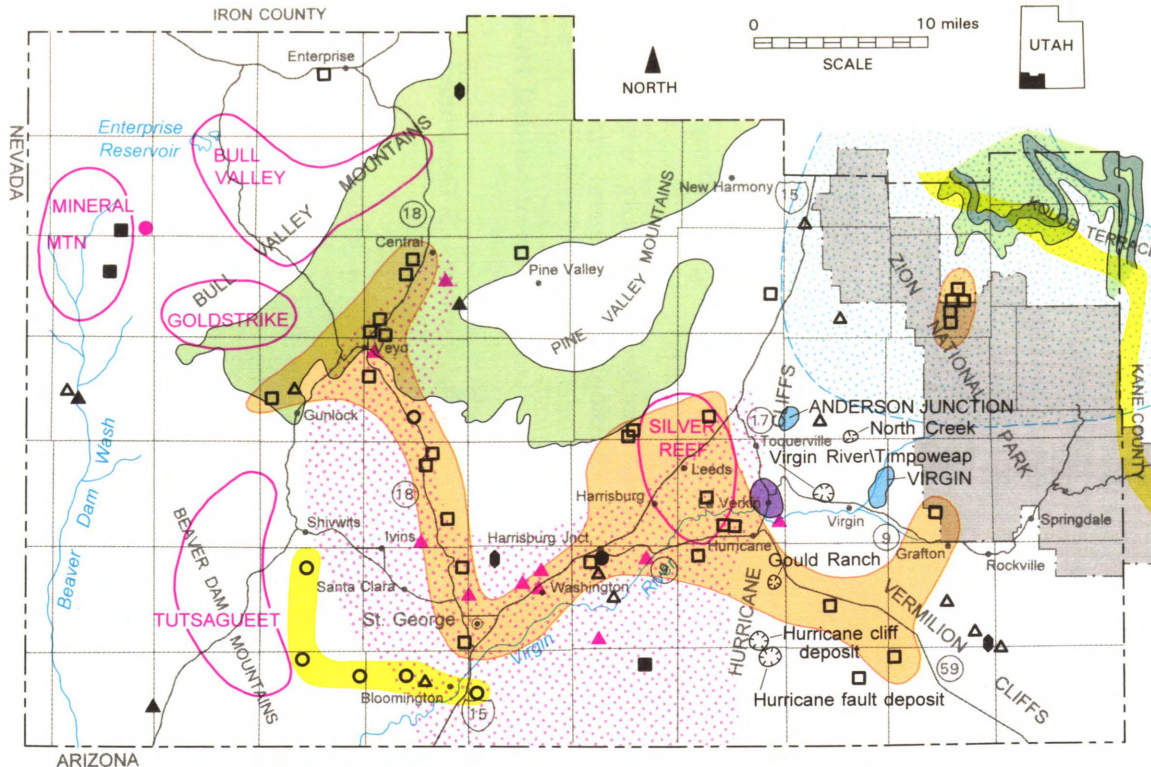 IRON COUNTY
0 10 miles
SCALE
NORTH
UTAH
Enterprise
Enterprise
Reservoir
NEVADA
BULL
VALLEY
MOUNTAINS
VALLEY
BULL
MINERAL
MTN
GOLDSTRIKE
18
Central
New Harmony
15
Pine Valley
PINE VALLEY MOUNTAINS
KOLOB TERRACE
ZION
NATIONAL
PARK
KANE COUNTY
Veyo
Gunlock
Beaver Dam Wash
SILVER
REEF
Leeds
17
CLIFFS
ANDERSON JUNCTION
North Creek
Toquerville
Virgin River\Timpoweap
VIRGIN
Harrisburg
La Verkin
Virgin
18
Shivwits
Ivins
Harrisburg Jnct.
Hurricane
9
Grafton
Springdale
Rockville
Gould Ranch
Santa Clara
Washington
9
River
BEAVER DAM
MOUNTAINS
TUTSAGUEET
St. George
Virgin
HURRICANE
VERMILION
CLIFFS
Hurricane cliff
deposit
59
Hurricane fault deposit
Bloomington
15
ARIZONA